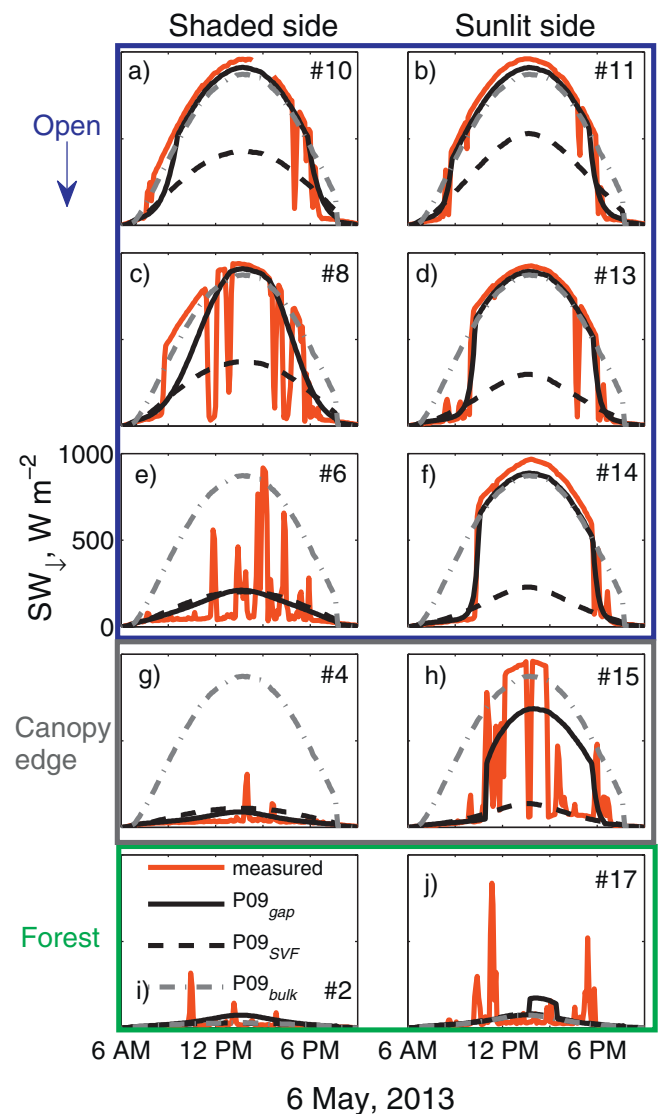 Shaded side Sunlit side
a) #10 b) #11
Open
c) #8 d) #13
e) #6 f) #14
1000
500
0
SW↓, W m−2
g) #4 h) #15
Canopy
edge
measured
P09gap
P09SVF
P09bulk
i) #2
j) #17
Forest
6 AM 12 PM 6 PM 6 AM 12 PM 6 PM
6 May, 2013